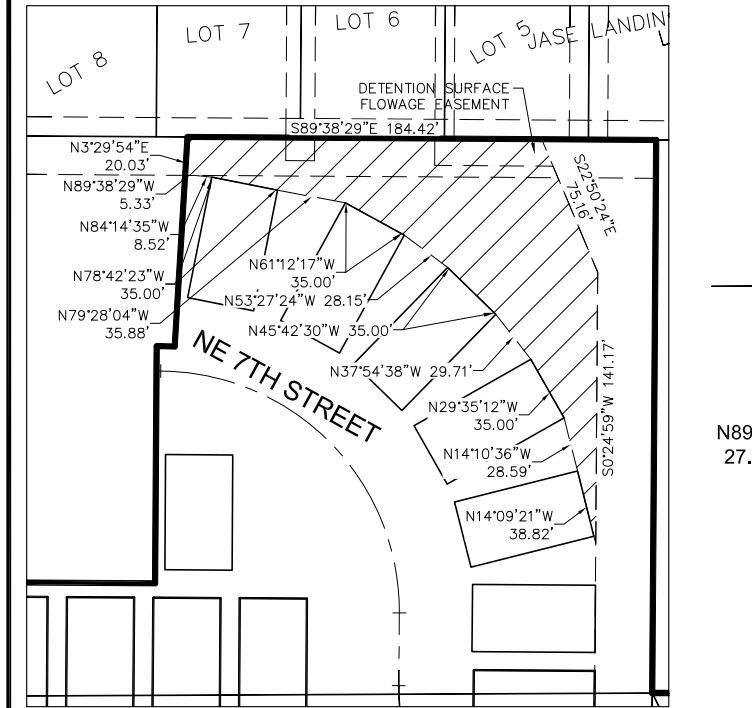 LOT 8
LOT 7
LOT 6
LOT 5
JASE LANDIN
L
DETENTION SURFACE
FLOWAGE EASEMENT
S89°38'29"E 184.42'
N3°29'54"E
20.03'
N89°38'29"W
5.33'
N84°14'35"W
8.52'
N78°42'23"W
35.00'
N79°28'04"W
35.88'
S22°50'24"E
75.16'
N61°12'17"W
35.00'
N53°27'24"W 28.15'
N45°42'30"W 35.00'
N37°54'38"W 29.71'
N29°35'12"W
35.00'
N14°10'36"W
28.59'
N14°09'21"W
38.82'
S0°24'59"W 141.17'
NE 7TH STREET
N89
27.